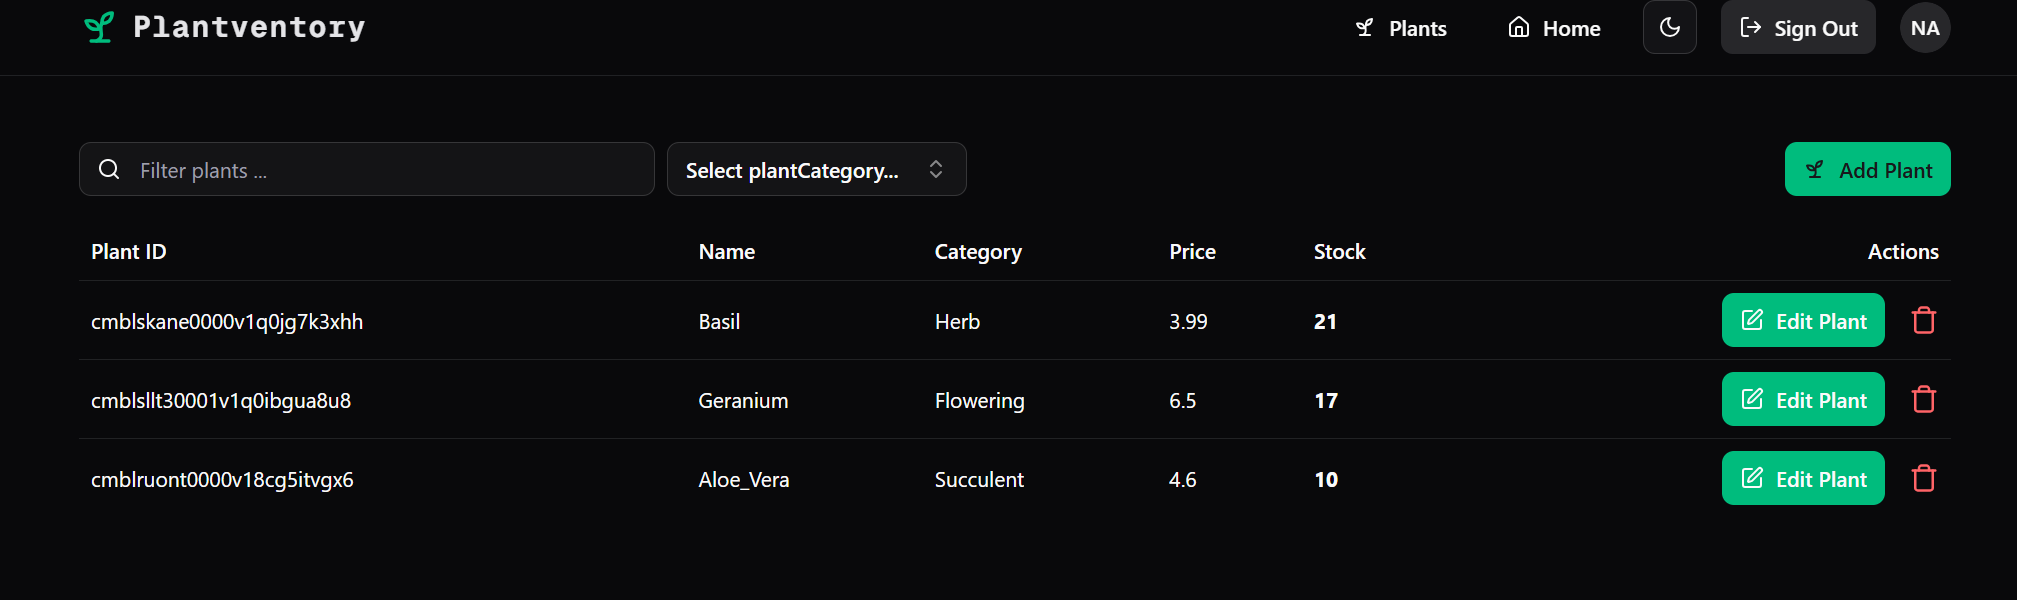 Plantventory Plants Home Sign Out NA
Filter plants ... Select plantCategory... Add Plant
Plant ID Name Category Price Stock Actions
cmblskane0000v1q0jg7k3xhh Basil Herb 3.99 21 Edit Plant
cmblsllt30001v1q0ibgua8u8 Geranium Flowering 6.5 17 Edit Plant
cmblruont0000v18cg5itvgx6 Aloe_Vera Succulent 4.6 10 Edit Plant